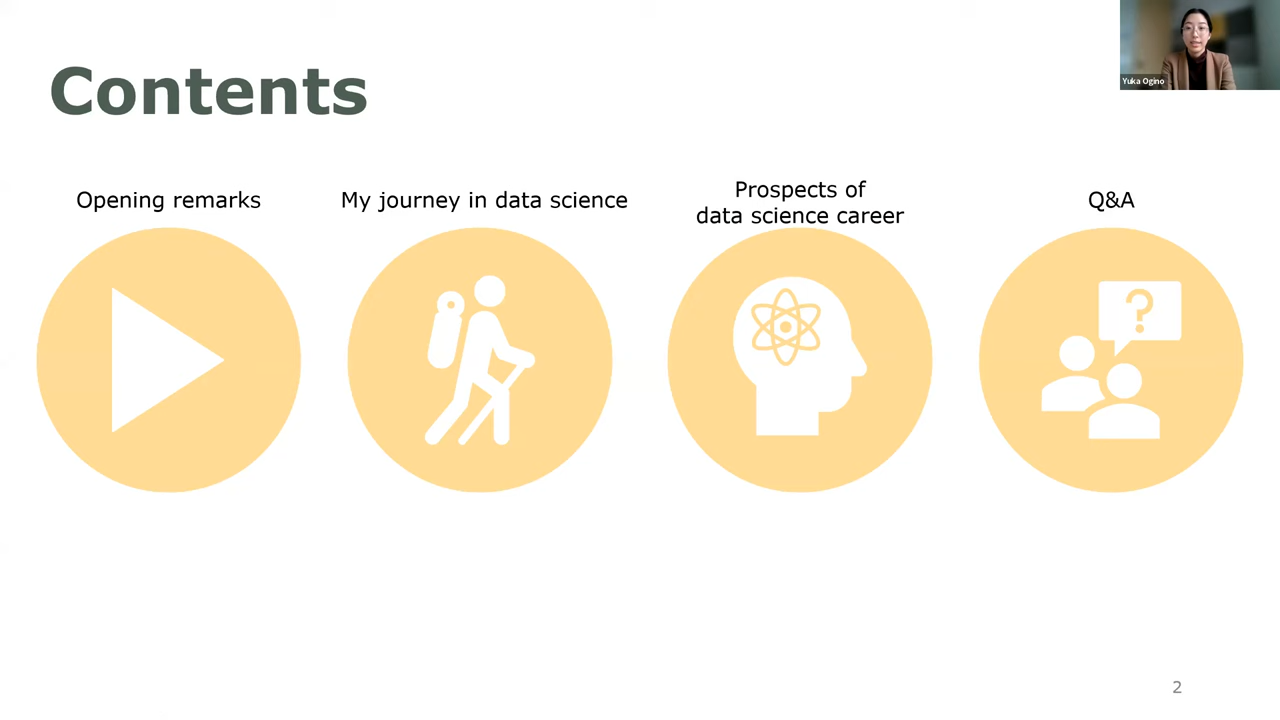 Contents
Yuka Ogino
Opening remarks
My journey in data science
Prospects of
data science career
Q&A
?
2